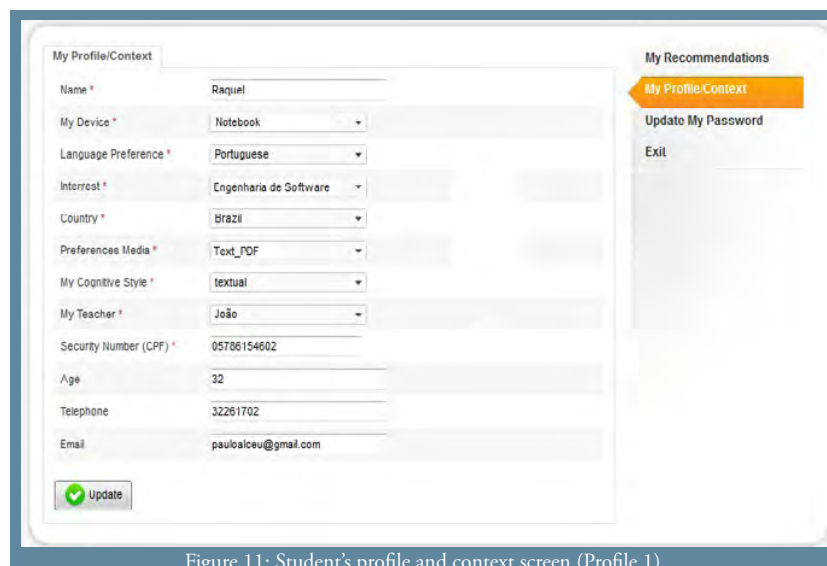 My Profile/Context
Name * Raquel
My Device * Notebook
Language Preference * Portuguese
Interrest * Engenharia de Software
Country * Brazil
Preferences Media * Text_PDF
My Cognitive Style * textual
My Teacher * João
Security Number (CPF) * 05786154602
Age 32
Telephone 32261702
Email pauloalceu@gmail.com
Update
My Recommendations
My Profile/Context
Update My Password
Exit
Figure 11: Student's profile and context screen (Profile 1)